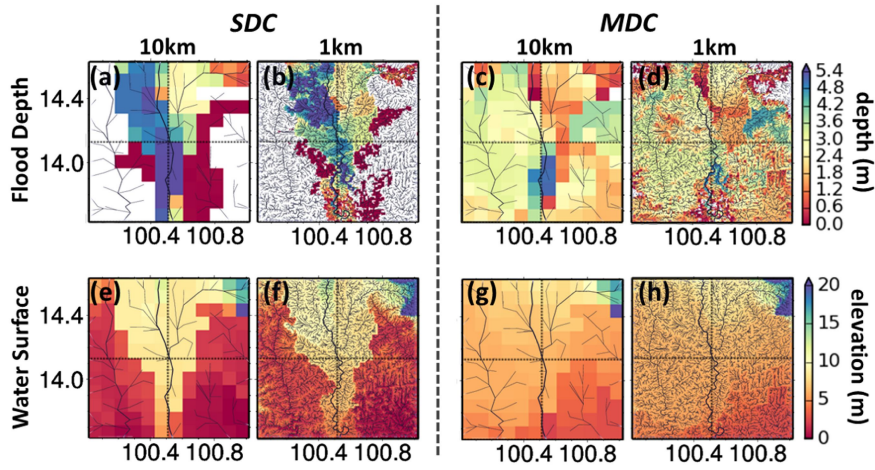 SDC MDC
10km 1km 10km 1km
Flood Depth
(a) (b) (c) (d)
14.4
14.0
100.4 100.8 100.4 100.8 100.4 100.8 100.4 100.8
5.4
4.8
4.2
3.6
3.0
2.4
1.8
1.2
0.6
0.0
depth (m)
Water Surface
(e) (f) (g) (h)
14.4
14.0
100.4 100.8 100.4 100.8 100.4 100.8 100.4 100.8
20
15
10
5
0
elevation (m)